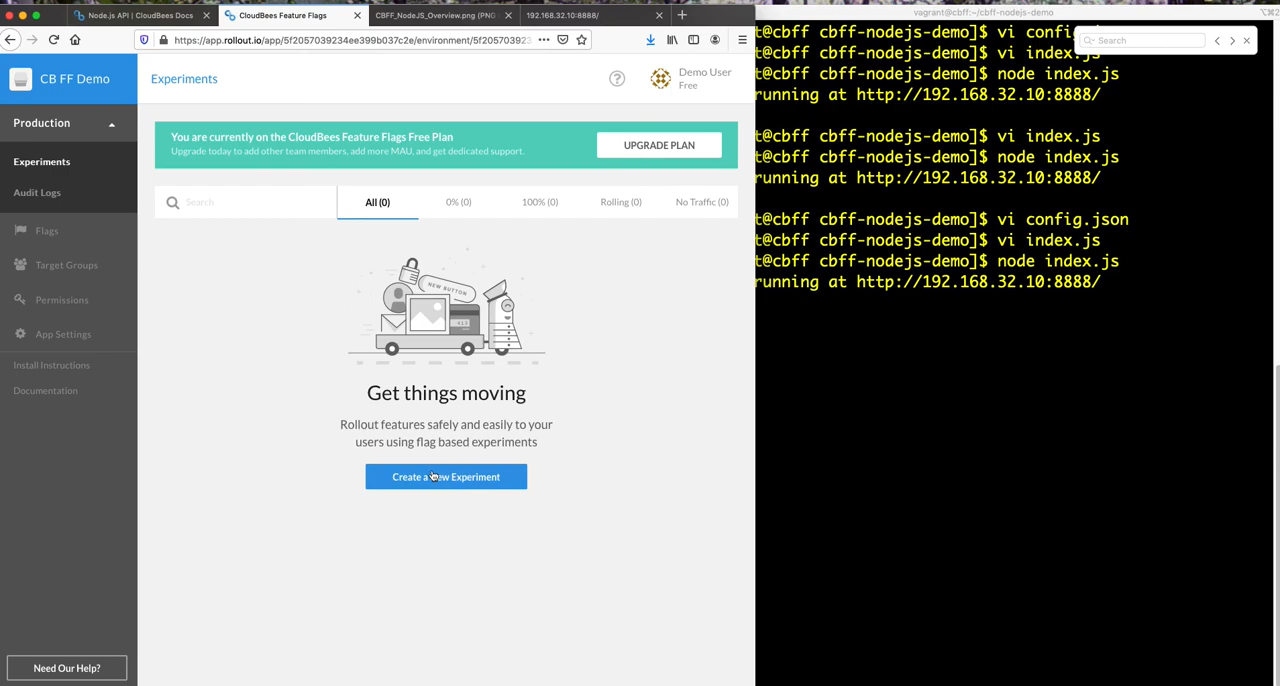 Node.js API | CloudBees Docs
CloudBees Feature Flags
CBFF_NodeJS_Overview.png (PNG
192.168.32.10:8888/
https://app.rollout.io/app/5f2057039234ee399b037c2e/environment/5f20570392
CB FF Demo
Production
Experiments
Audit Logs
Flags
Target Groups
Permissions
App Settings
Install Instructions
Documentation
Need Our Help?
Experiments
Demo User
Free
You are currently on the CloudBees Feature Flags Free Plan
Upgrade today to add other team members, add more MAU, and get dedicated support.
UPGRADE PLAN
Search
All (0)
0% (0)
100% (0)
Rolling (0)
No Traffic (0)
NEW BUTTON
Get things moving
Rollout features safely and easily to your
users using flag based experiments
Create a New Experiment
vagrant@cbff:~/cbff-nodejs-demo
⌥⌘2
Search
t@cbff cbff-nodejs-demo]$ vi conf
t@cbff cbff-nodejs-demo]$ vi inde
t@cbff cbff-nodejs-demo]$ node index.js
running at http://192.168.32.10:8888/
t@cbff cbff-nodejs-demo]$ vi index.js
t@cbff cbff-nodejs-demo]$ node index.js
running at http://192.168.32.10:8888/
t@cbff cbff-nodejs-demo]$ vi config.json
t@cbff cbff-nodejs-demo]$ vi index.js
t@cbff cbff-nodejs-demo]$ node index.js
running at http://192.168.32.10:8888/